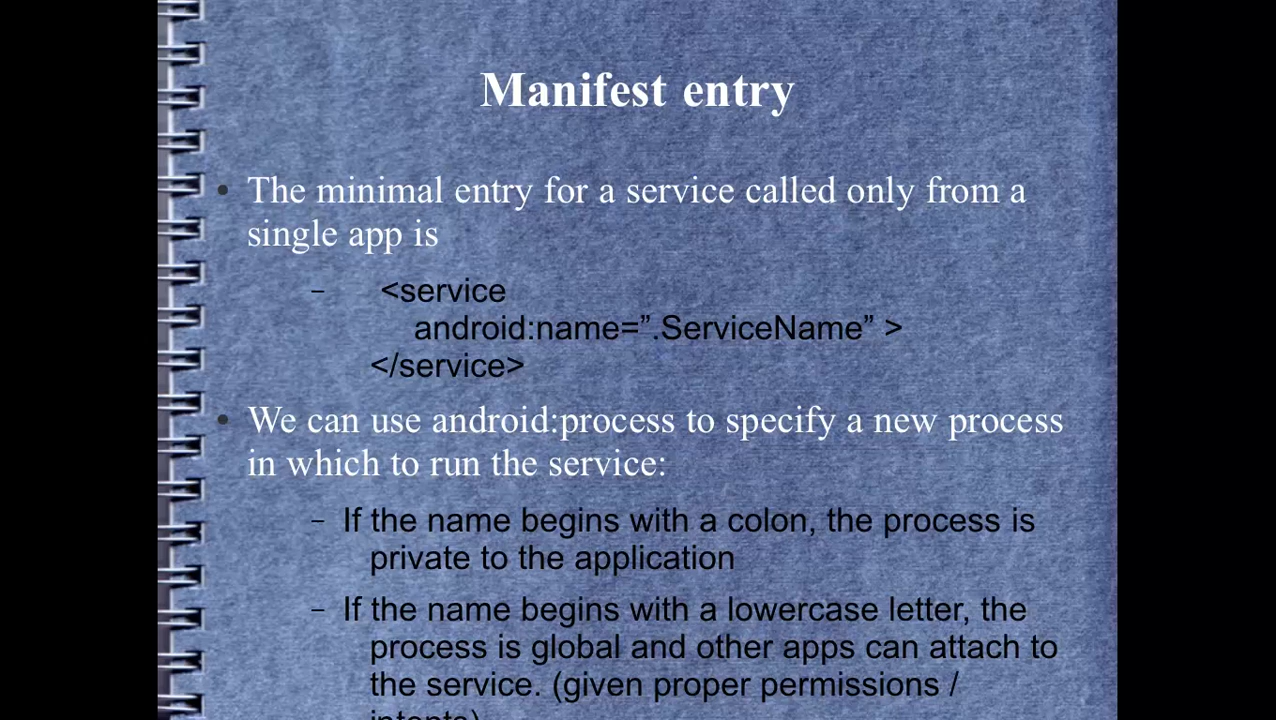 Manifest entry
• The minimal entry for a service called only from a
single app is
– <service
android:name=”.ServiceName” >
</service>
• We can use android:process to specify a new process
in which to run the service:
– If the name begins with a colon, the process is
private to the application
– If the name begins with a lowercase letter, the
process is global and other apps can attach to
the service. (given proper permissions /
intents)